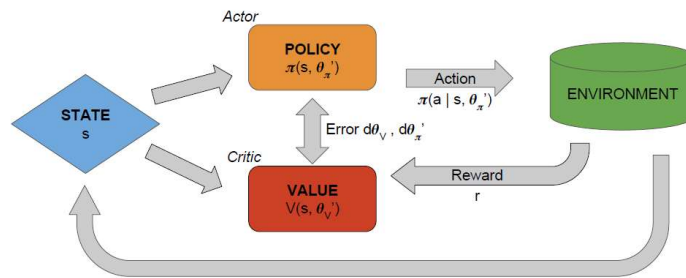 Actor
POLICY
π(s, θπ')
Action
π(a | s, θπ')
ENVIRONMENT
STATE
s
Error dθV , dθπ'
Critic
VALUE
V(s, θV')
Reward
r